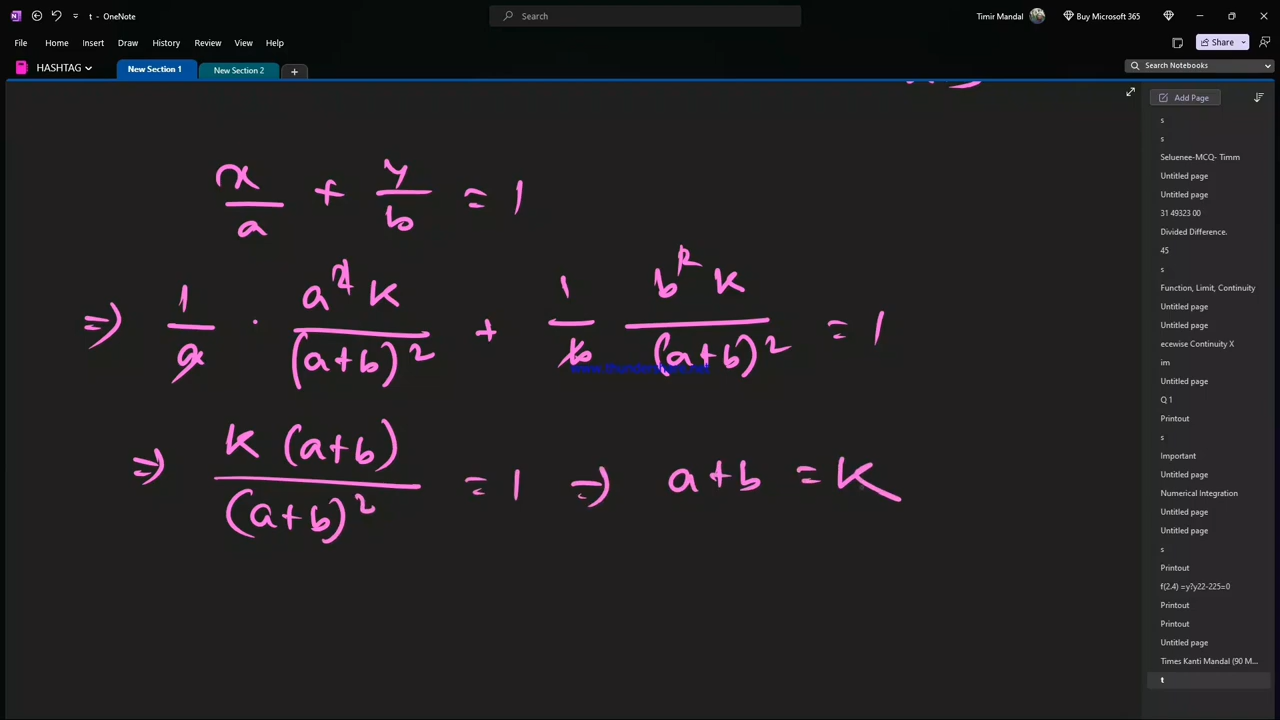 t - OneNote
Search
Timir Mandal
Buy Microsoft 365
File Home Insert Draw History Review View Help
Share
HASHTAG
New Section 1
New Section 2
+
Search Notebooks
Add Page
x/a + y/b = 1
⇒ 1/a · a²k/(a+b)² + 1/b b²k/(a+b)² = 1
⇒ k(a+b)/(a+b)² = 1 ⇒ a+b = k
s
s
Seluenee-MCQ- Timm
Untitled page
Untitled page
31 49323 00
Divided Difference.
45
s
Function, Limit, Continuity
Untitled page
Untitled page
ecewise Continuity X
im
Untitled page
Q 1
Printout
s
Important
Untitled page
Numerical Integration
Untitled page
Untitled page
s
Printout
f(2.4) =y?y22-225=0
Printout
Printout
Untitled page
Times Kanti Mandal (90 M...
t